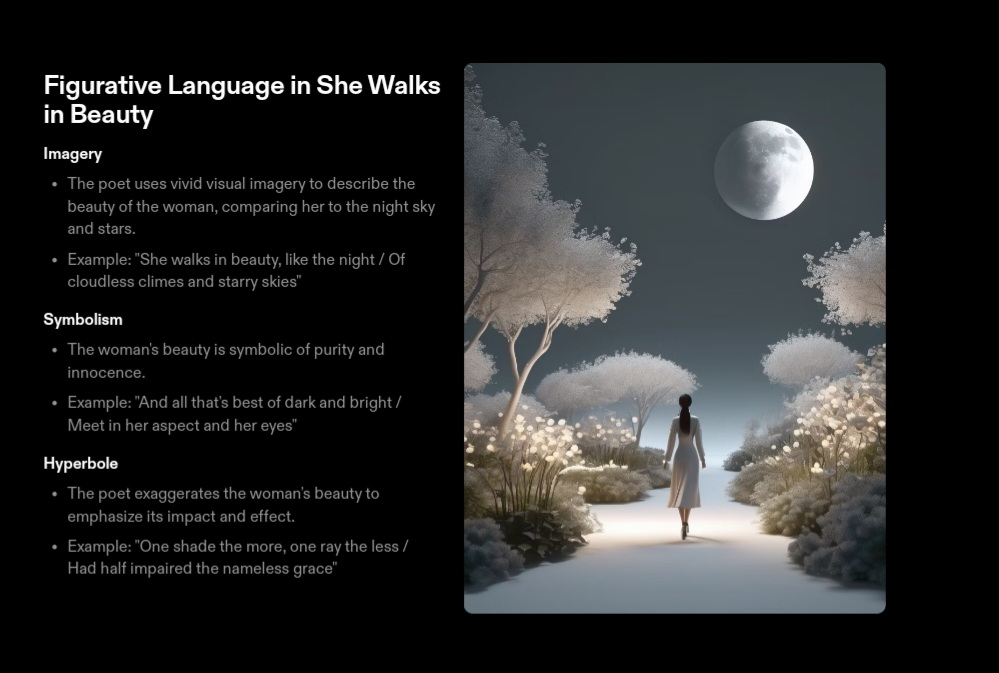 Figurative Language in She Walks
in Beauty
Imagery
• The poet uses vivid visual imagery to describe the
beauty of the woman, comparing her to the night sky
and stars.
• Example: "She walks in beauty, like the night / Of
cloudless climes and starry skies"
Symbolism
• The woman's beauty is symbolic of purity and
innocence.
• Example: "And all that's best of dark and bright /
Meet in her aspect and her eyes"
Hyperbole
• The poet exaggerates the woman's beauty to
emphasize its impact and effect.
• Example: "One shade the more, one ray the less /
Had half impaired the nameless grace"